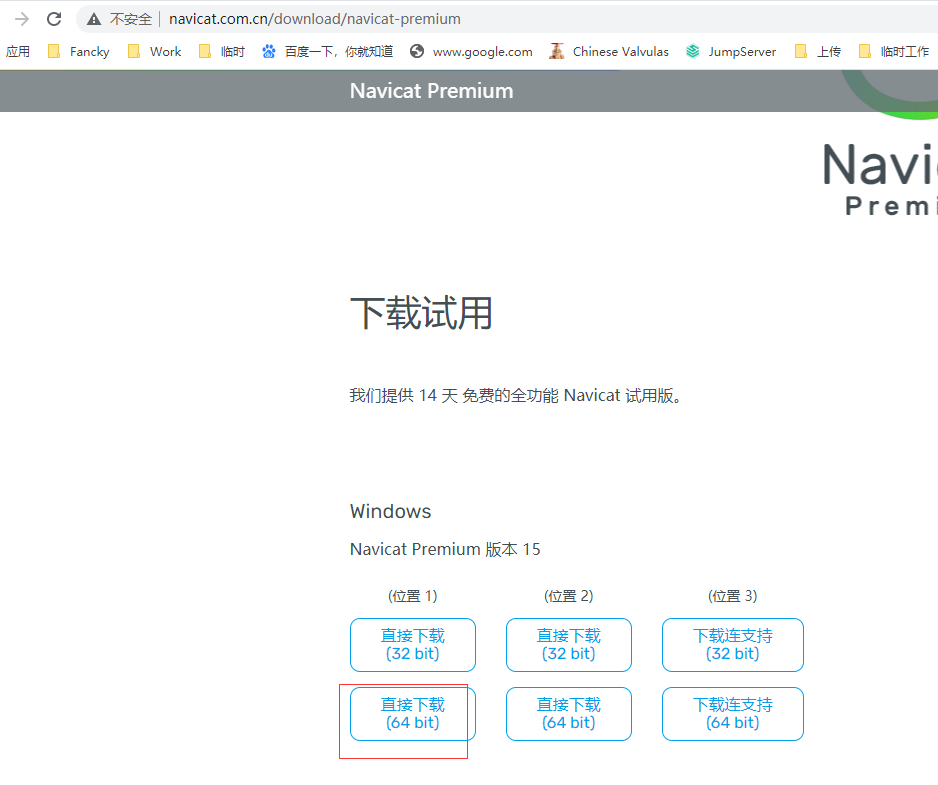 不安全 navicat.com.cn/download/navicat-premium
应用 Fancky Work 临时 百度一下，你就知道 www.google.com Chinese Valvulas JumpServer 上传 临时工作
Navicat Premium
Navi
Premi
下载试用
我们提供 14 天 免费的全功能 Navicat 试用版。
Windows
Navicat Premium 版本 15
(位置 1) (位置 2) (位置 3)
直接下载 直接下载 下载连支持
(32 bit) (32 bit) (32 bit)
直接下载 直接下载 下载连支持
(64 bit) (64 bit) (64 bit)